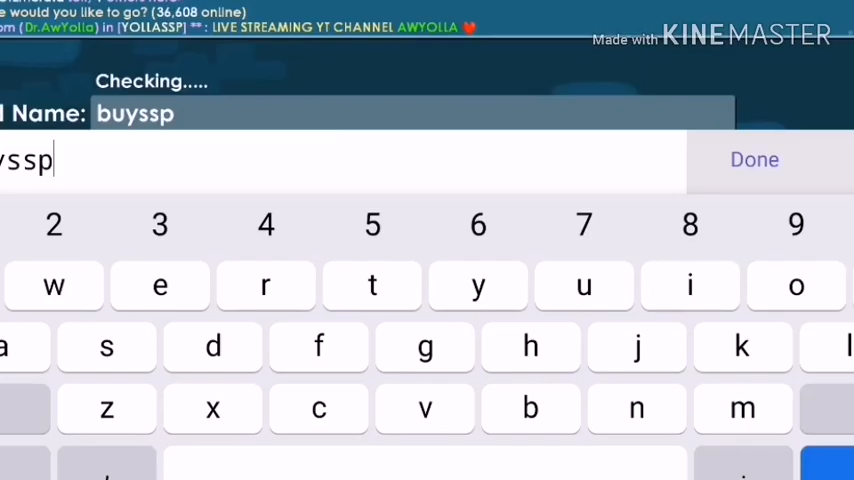 e would you like to go? (36,608 online)
om (Dr.AwYolla) in [YOLLASSP] ** : LIVE STREAMING YT CHANNEL AWYOLLA
Made with KINEMASTER
Checking.....
Name: buyssp
yssp
Done
2 3 4 5 6 7 8 9
w e r t y u i o
a s d f g h j k l
z x c v b n m